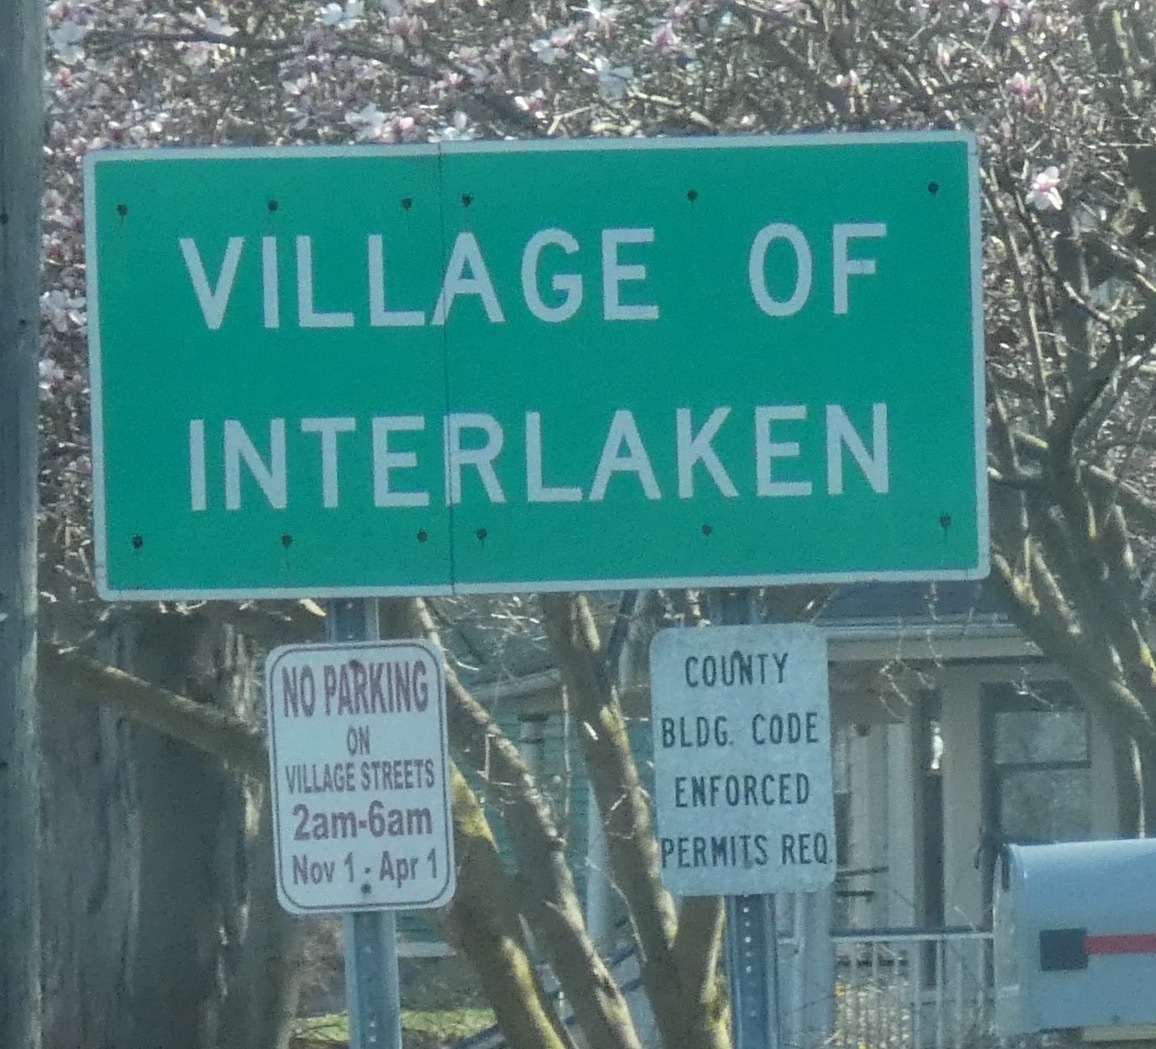 VILLAGE OF
INTERLAKEN
NO PARKING
ON
VILLAGE STREETS
2am-6am
Nov 1 - Apr 1
COUNTY
BLDG. CODE
ENFORCED
PERMITS REQ.